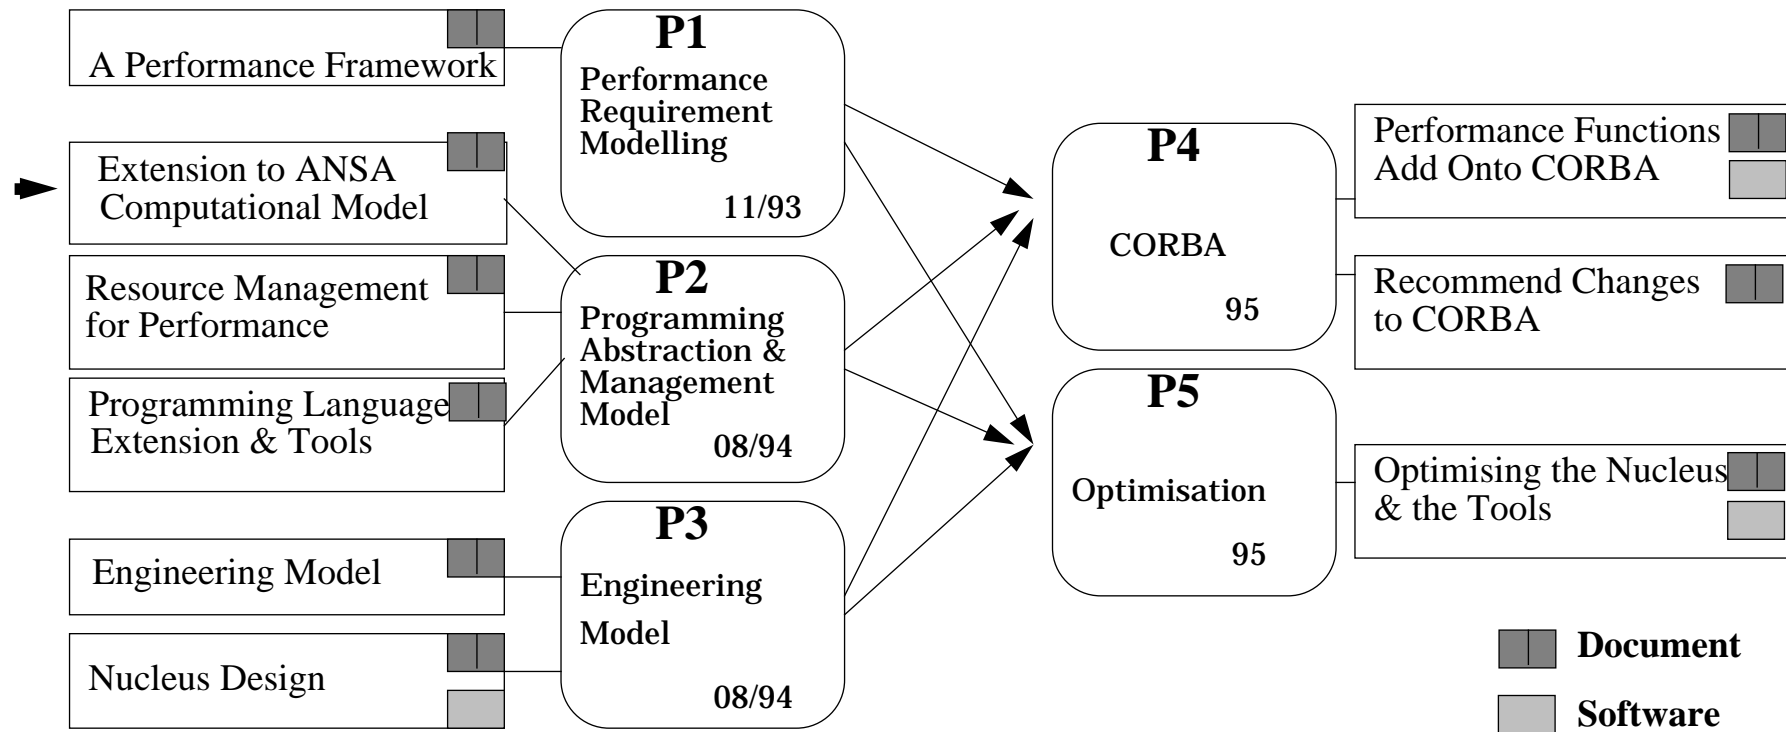 A Performance Framework
Extension to ANSA
Computational Model
Resource Management
for Performance
Programming Language
Extension & Tools
Engineering Model
Nucleus Design
P1
Performance
Requirement
Modelling
11/93
P2
Programming
Abstraction &
Management
Model
08/94
P3
Engineering
Model
08/94
P4
CORBA
95
P5
Optimisation
95
Performance Functions
Add Onto CORBA
Recommend Changes
to CORBA
Optimising the Nucleus
& the Tools
Document
Software